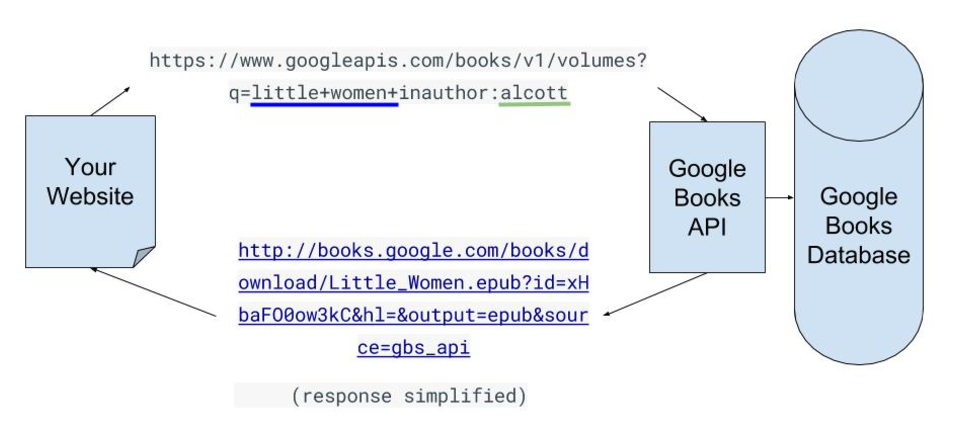 https://www.googleapis.com/books/v1/volumes?
q=little+women+inauthor:alcott
Your
Website
Google
Books
API
Google
Books
Database
http://books.google.com/books/d
ownload/Little_Women.epub?id=xH
baFO0ow3kC&hl=&output=epub&sour
ce=gbs_api
(response simplified)